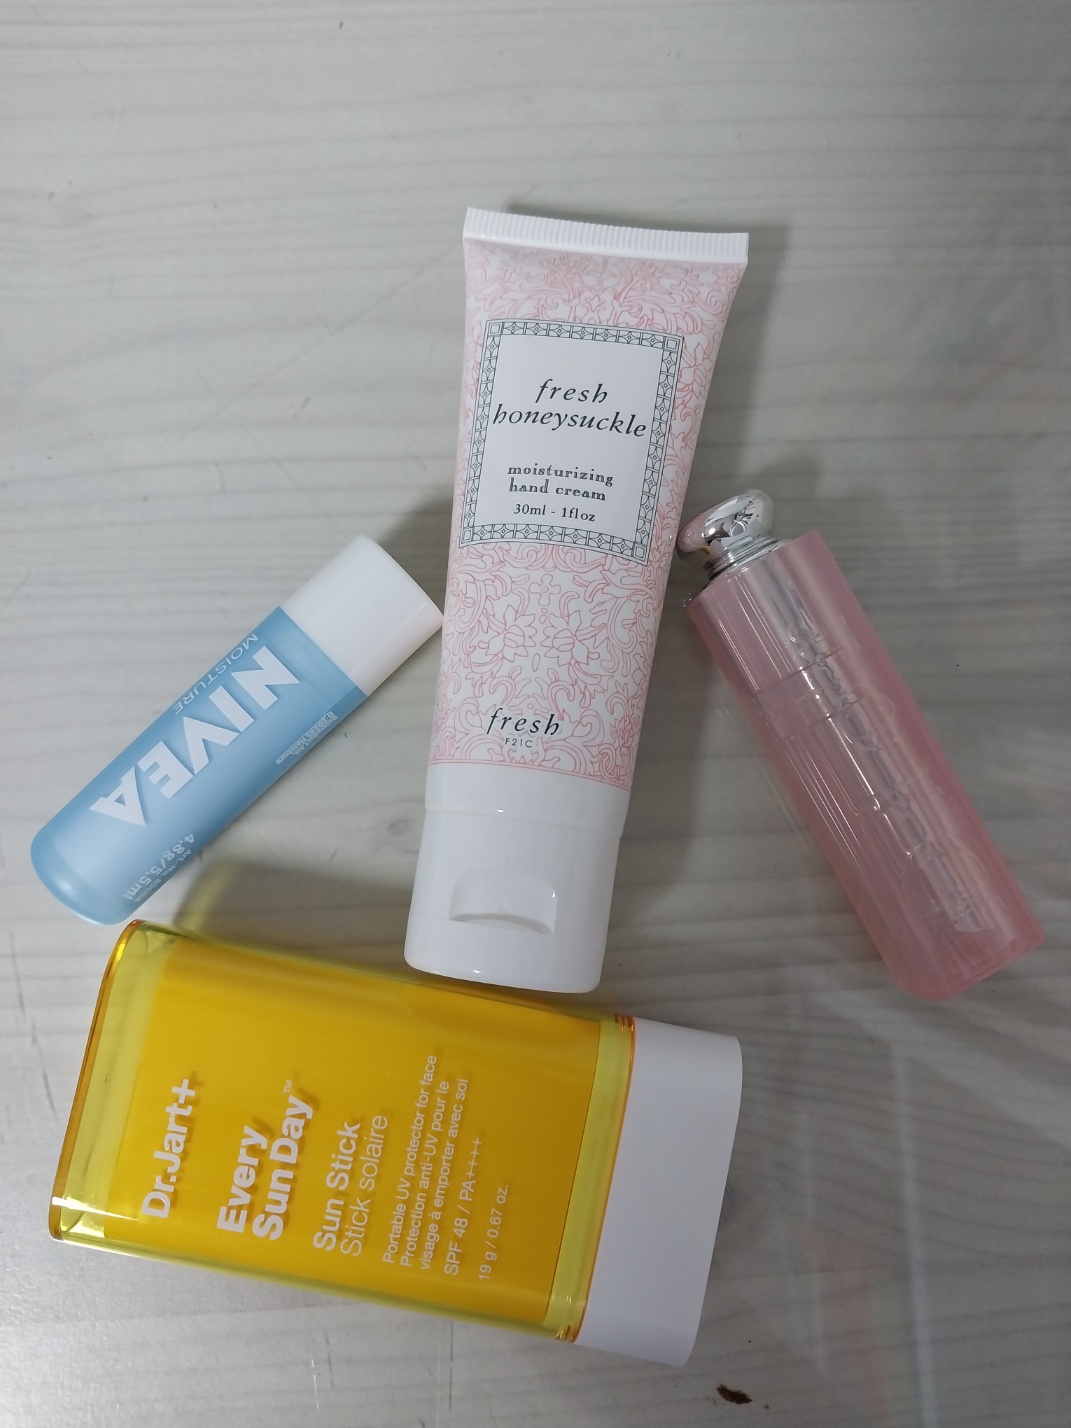 fresh
honeysuckle
moisturizing
hand cream
30ml - 1floz
fresh
F21C
MOISTURE
NIVEA
4.8g/5.5ml
Dr.Jart+
Every
Sun Day™
Sun Stick
Stick solaire
Portable UV protector for face
Protection anti-UV pour le
visage à emporter avec soi
SPF 48 / PA++++
19 g / 0.67 oz.